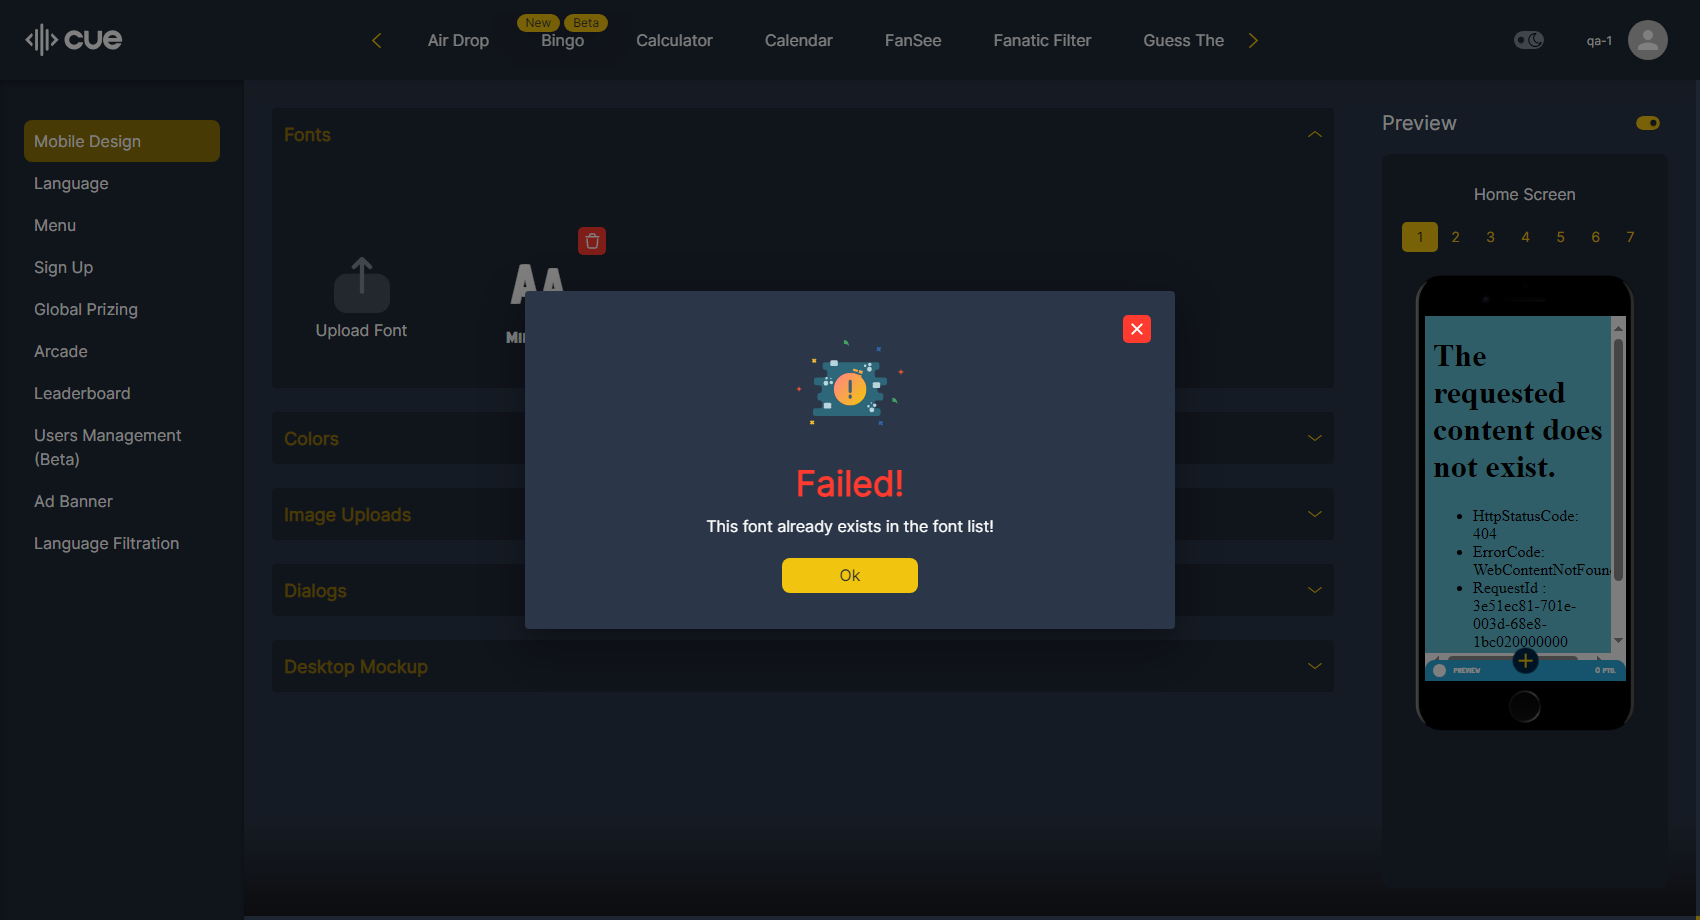 cue
New
Beta
Air Drop
Bingo
Calculator
Calendar
FanSee
Fanatic Filter
Guess The
qa-1
Mobile Design
Language
Menu
Sign Up
Global Prizing
Arcade
Leaderboard
Users Management
(Beta)
Ad Banner
Language Filtration
Fonts
Upload Font
AA
Colors
Image Uploads
Dialogs
Desktop Mockup
Failed!
This font already exists in the font list!
Ok
Preview
Home Screen
1 2 3 4 5 6 7
The
requested
content does
not exist.
HttpStatusCode:
404
ErrorCode:
WebContentNotFoun
RequestId :
3e51ec81-701e-
003d-68e8-
1bc020000000
PREVIEW
0 PTS.